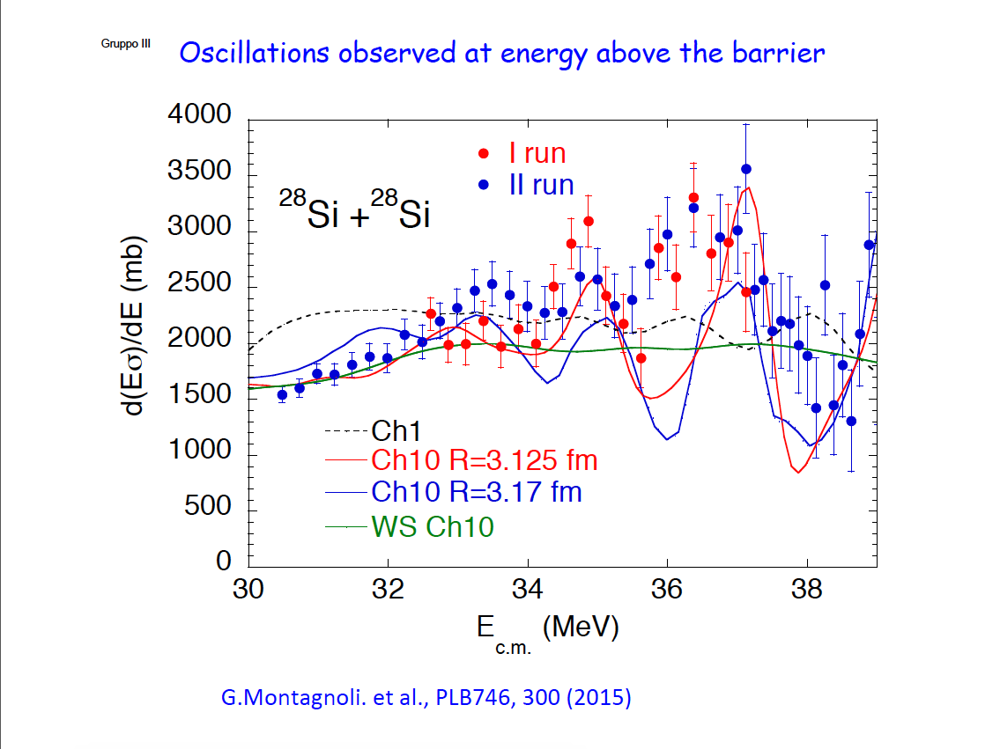 Gruppo III
Oscillations observed at energy above the barrier
4000
3500
3000
2500
2000
1500
1000
500
0
d(Eσ)/dE (mb)
I run
II run
28Si + 28Si
Ch1
Ch10 R=3.125 fm
Ch10 R=3.17 fm
WS Ch10
30 32 34 36 38
E c.m. (MeV)
G.Montagnoli. et al., PLB746, 300 (2015)